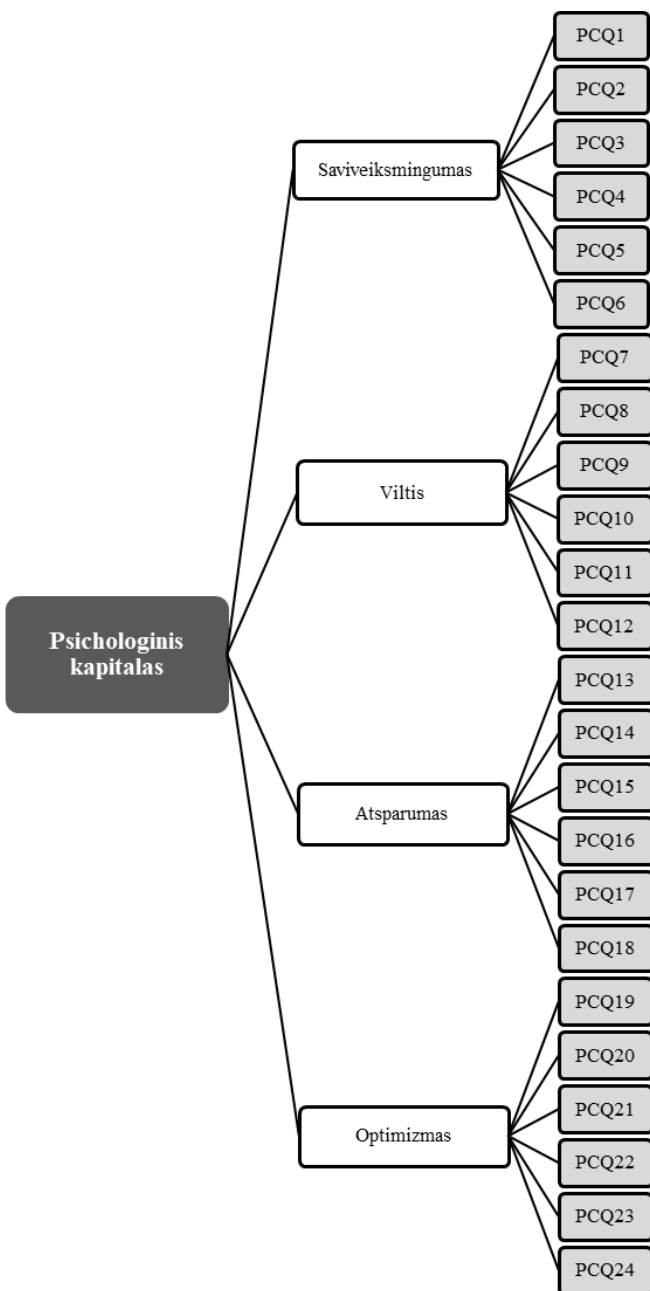 PCQ1
PCQ2
PCQ3
Saviveiksmingumas
PCQ4
PCQ5
PCQ6
PCQ7
PCQ8
PCQ9
Viltis
PCQ10
PCQ11
PCQ12
Psichologinis
kapitalas
PCQ13
PCQ14
PCQ15
Atsparumas
PCQ16
PCQ17
PCQ18
PCQ19
PCQ20
PCQ21
Optimizmas
PCQ22
PCQ23
PCQ24